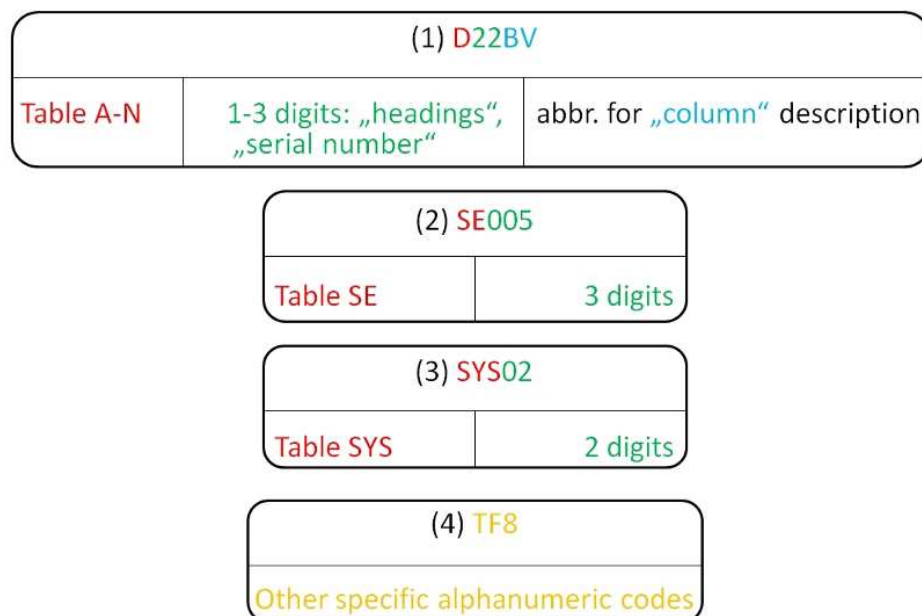 (1) D22BV
Table A-N
1-3 digits: „headings“,
„serial number“
abbr. for „column“ description
(2) SE005
Table SE
3 digits
(3) SYS02
Table SYS
2 digits
(4) TF8
Other specific alphanumeric codes